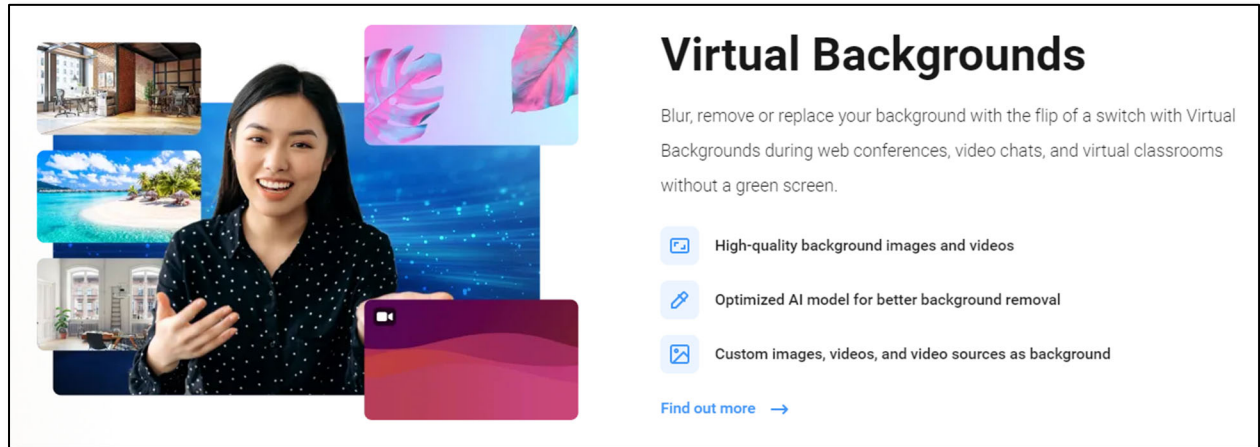 Virtual Backgrounds
Blur, remove or replace your background with the flip of a switch with Virtual
Backgrounds during web conferences, video chats, and virtual classrooms
without a green screen.
High-quality background images and videos
Optimized AI model for better background removal
Custom images, videos, and video sources as background
Find out more